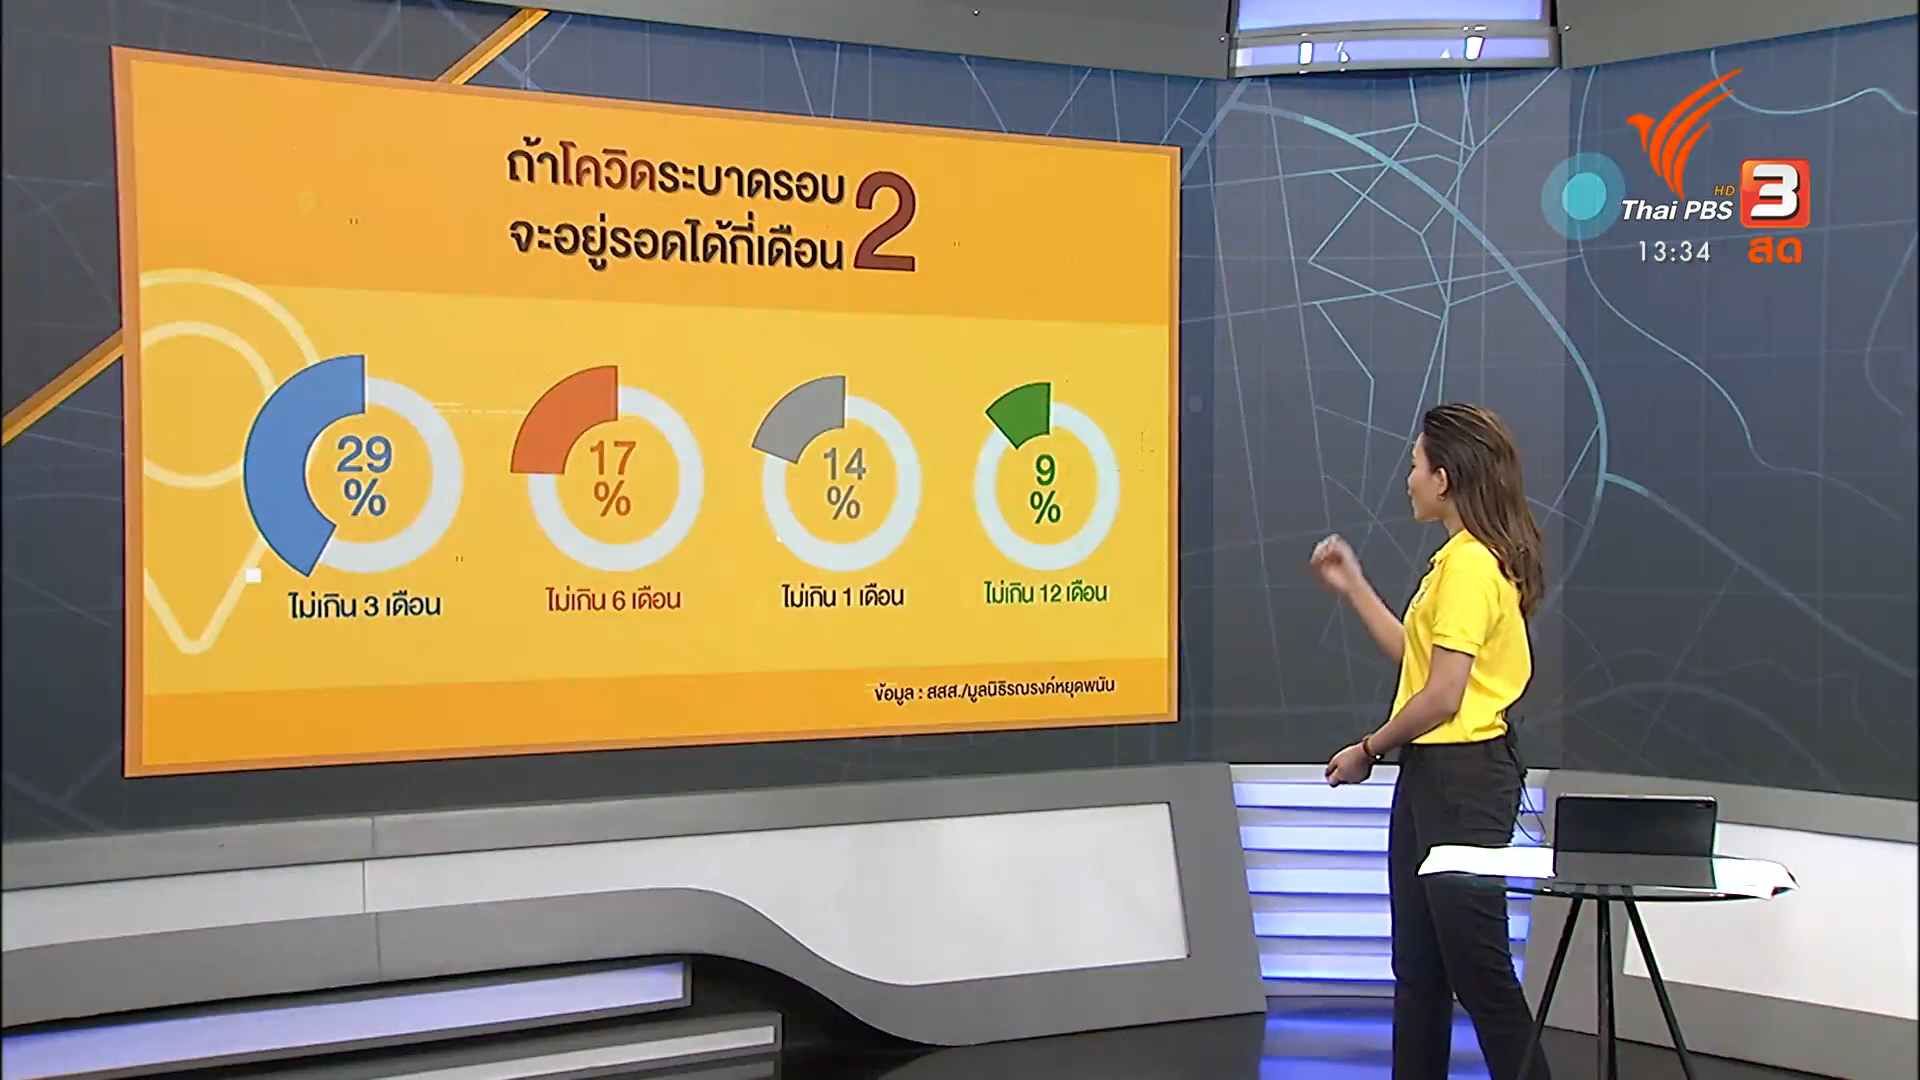 ถ้าโควิดระบาดรอบ 2
จะอยู่รอดได้กี่เดือน
29
%
17
%
14
%
9
%
ไม่เกิน 3 เดือน
ไม่เกิน 6 เดือน
ไม่เกิน 1 เดือน
ไม่เกิน 12 เดือน
ข้อมูล : สสส./มูลนิธิรณรงค์หยุดพนัน
HD
Thai PBS
3
13:34
สด